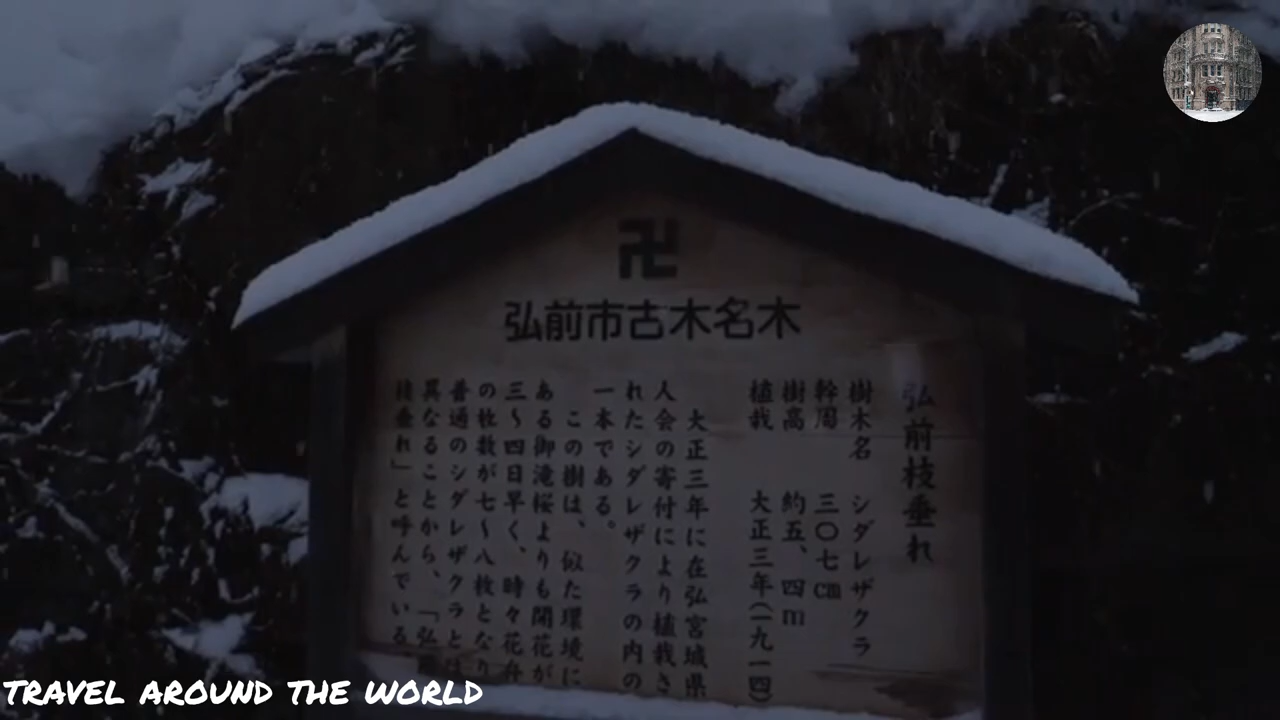 卍
弘前市古木名木
弘前枝垂れ
樹木名 シダレザクラ
幹周 三〇七cm
樹高 約五、四m
植栽 大正三年(一九一四)
大正三年に在弘宮城県
人会の寄付により植栽さ
れたシダレザクラの内の
一本である。
この樹は、似た環境に
ある御滝桜よりも開花が
三～四日早く、時々花弁
の枚数が七～八枚となり
普通のシダレザクラとは
異なることから、「弘前
枝垂れ」と呼んでいる
TRAVEL AROUND THE WORLD